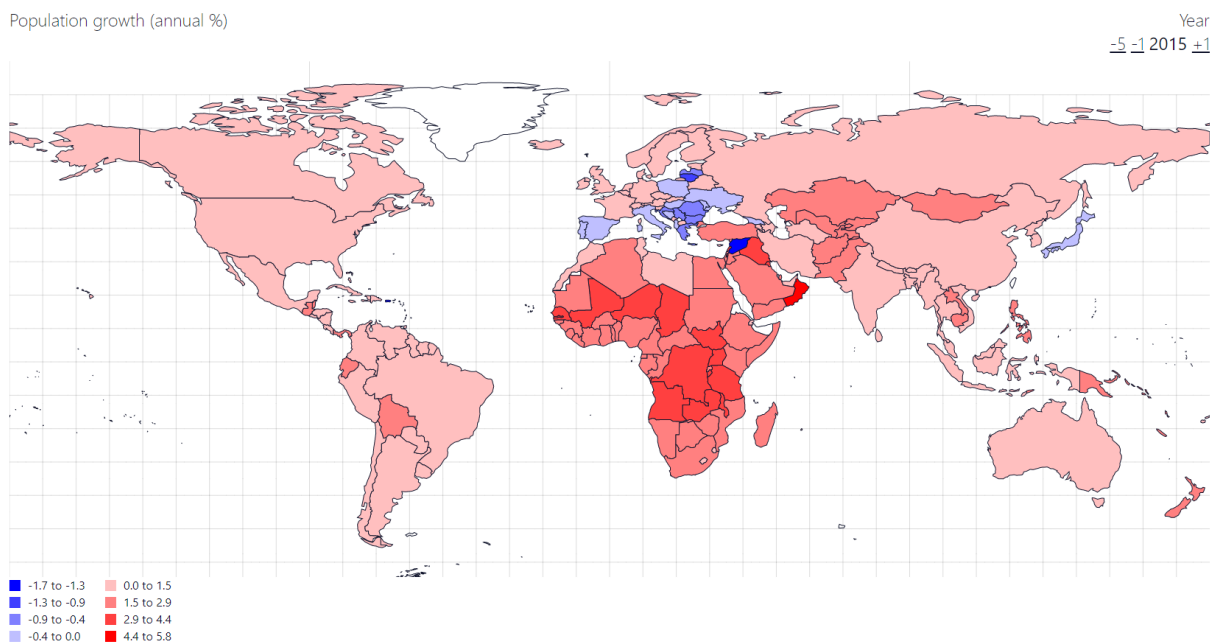 Population growth (annual %)
Year
-5 -1 2015 +1
-1.7 to -1.3
-1.3 to -0.9
-0.9 to -0.4
-0.4 to 0.0
0.0 to 1.5
1.5 to 2.9
2.9 to 4.4
4.4 to 5.8